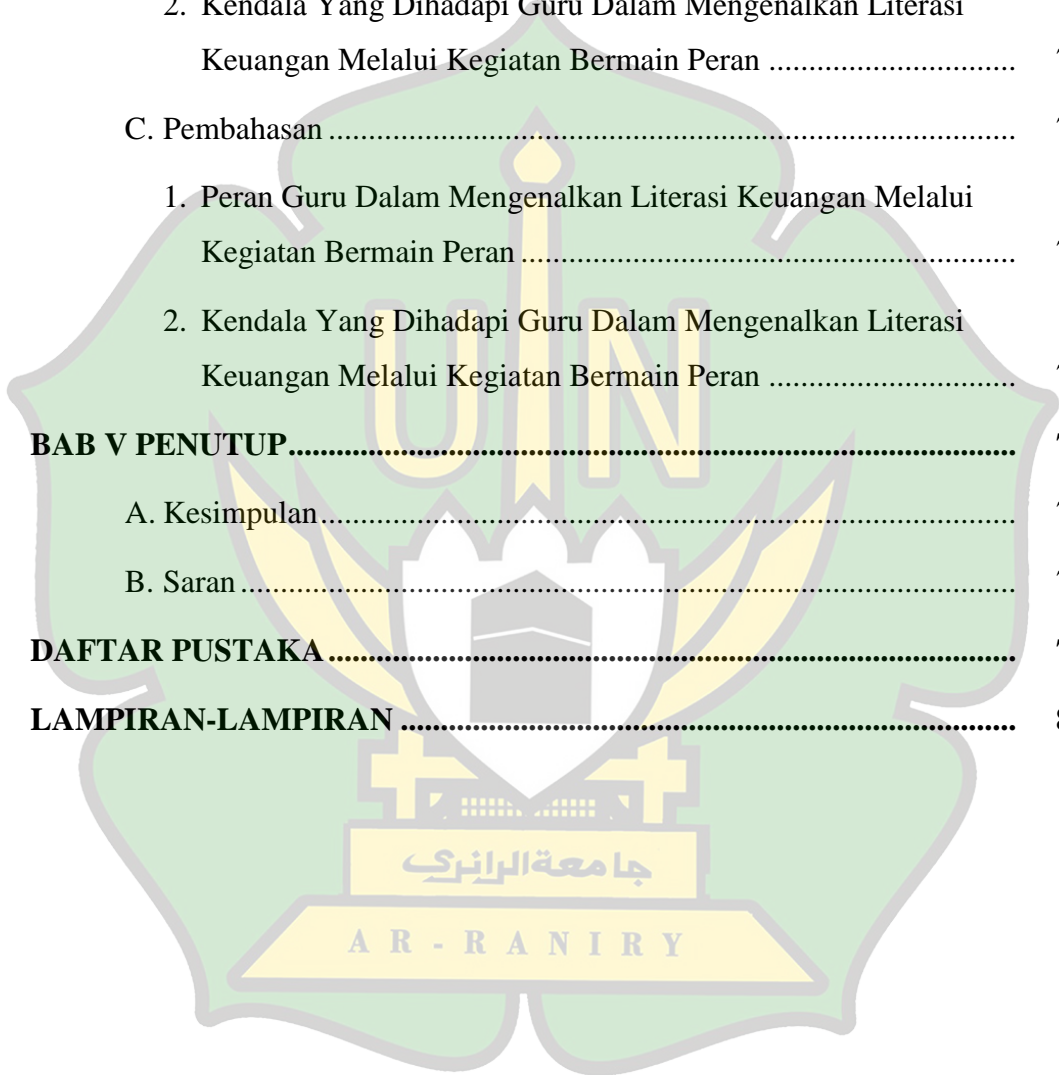 2. Kendala Yang Dihadapi Guru Dalam Mengenalkan Literasi
Keuangan Melalui Kegiatan Bermain Peran ...............................
C. Pembahasan ........................................................................
1. Peran Guru Dalam Mengenalkan Literasi Keuangan Melalui
Kegiatan Bermain Peran ....................................................
2. Kendala Yang Dihadapi Guru Dalam Mengenalkan Literasi
Keuangan Melalui Kegiatan Bermain Peran ...............................
BAB V PENUTUP...........................................................................
A. Kesimpulan.........................................................................
B. Saran .................................................................................
DAFTAR PUSTAKA ......................................................................
LAMPIRAN-LAMPIRAN .............................................................
UIN
جامعة الرانري
AR-RANIRY